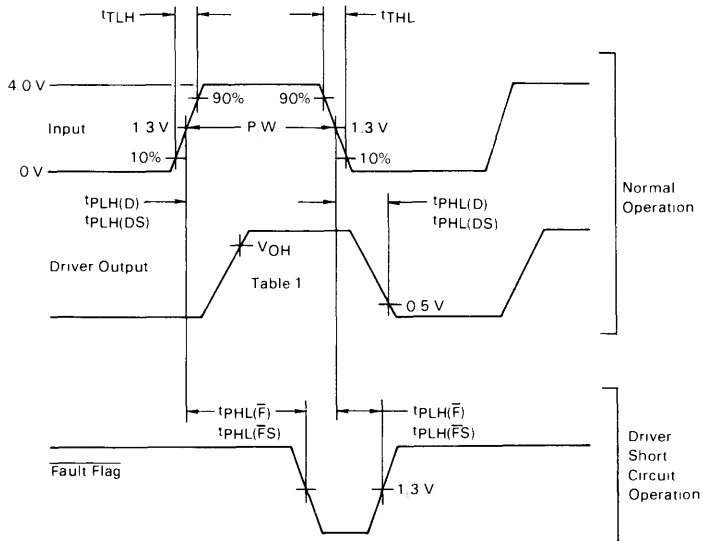 tTLH
tTHL
4.0 V
90%
90%
Input
1.3 V
P.W.
1.3 V
10%
10%
0 V
tPLH(D)
tPLH(DS)
tPHL(D)
tPHL(DS)
Normal
Operation
VOH
Driver Output
Table 1
0.5 V
tPHL(F̅)
tPHL(F̅S̅)
tPLH(F̅)
tPLH(F̅S̅)
Driver
Short
Circuit
Operation
Fault Flag
1.3 V